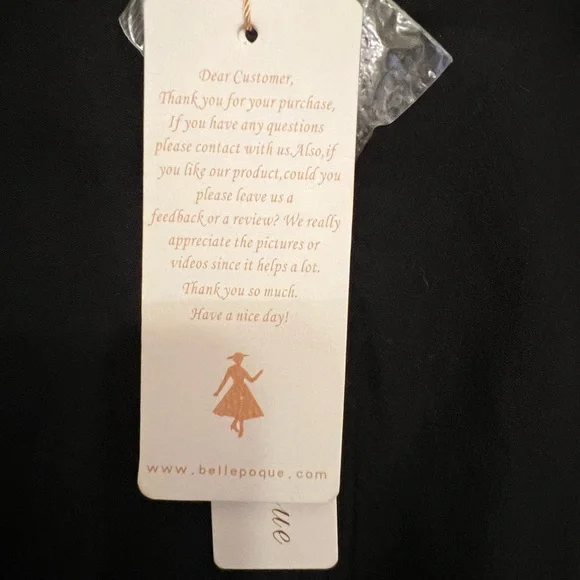 Dear Customer,
Thank you for your purchase,
If you have any questions
please contact with us.Also,if
you like our product,could you
please leave us a
feedback or a review? We really
appreciate the pictures or
videos since it helps a lot.
Thank you so much.
Have a nice day!
www.bellepoque.com